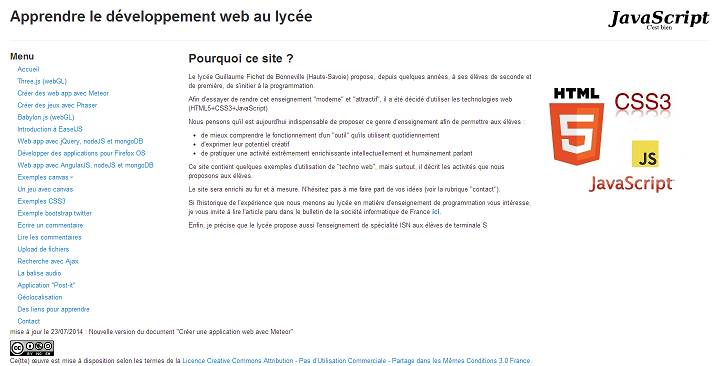 Apprendre le développement web au lycée
JavaScript
C'est bien
Menu
Accueil
Three.js (webGL)
Créer des web app avec Meteor
Créer des jeux avec Phaser
Babylon js (webGL)
Introduction à EaselJS
Web app avec jQuery, nodeJS et mongoDB
Développer des applications pour Firefox OS
Web app avec AngularJS, nodeJS et mongoDB
Exemples canvas
Un jeu avec canvas
Exemples CSS3
Exemple bootstrap twitter
Ecrire un commentaire
Lire les commentaires
Upload de fichiers
Recherche avec Ajax
La balise audio
Application "Post-it"
Géolocalisation
Des liens pour apprendre
Contact
Pourquoi ce site ?
Le lycée Guillaume Fichet de Bonneville (Haute-Savoie) propose, depuis quelques années, à ses élèves de seconde et
de première, de s'initier à la programmation.
Afin d'essayer de rendre cet enseignement "moderne" et "attractif", il a été décidé d'utiliser les technologies web
(HTML5+CSS3+JavaScript)
Nous pensons qu'il est aujourd'hui indispensable de proposer ce genre d'enseignement afin de permettre aux élèves :
de mieux comprendre le fonctionnement d'un "outil" qu'ils utilisent quotidiennement
d'exprimer leur potentiel créatif
de pratiquer une activité extrêmement enrichissante intellectuellement et humainement parlant
Ce site contient quelques exemples d'utilisation de "techno web", mais surtout, il décrit les activités que nous
proposons aux élèves.
Le site sera enrichi au fur et à mesure. N'hésitez pas à me faire part de vos idées (voir la rubrique "contact").
Si l'historique de l'expérience que nous menons au lycée en matière d'enseignement de programmation vous intéresse,
je vous invite à lire l'article paru dans le bulletin de la société informatique de France ici.
Enfin, je précise que le lycée propose aussi l'enseignement de spécialité ISN aux élèves de terminale S
HTML
5
CSS3
JS
JavaScript
mise à jour le 23/07/2014 : Nouvelle version du document "Créer une application web avec Meteor"
cc
BY NC SA
Ce(tte) œuvre est mise à disposition selon les termes de la Licence Creative Commons Attribution - Pas d'Utilisation Commerciale - Partage dans les Mêmes Conditions 3.0 France.